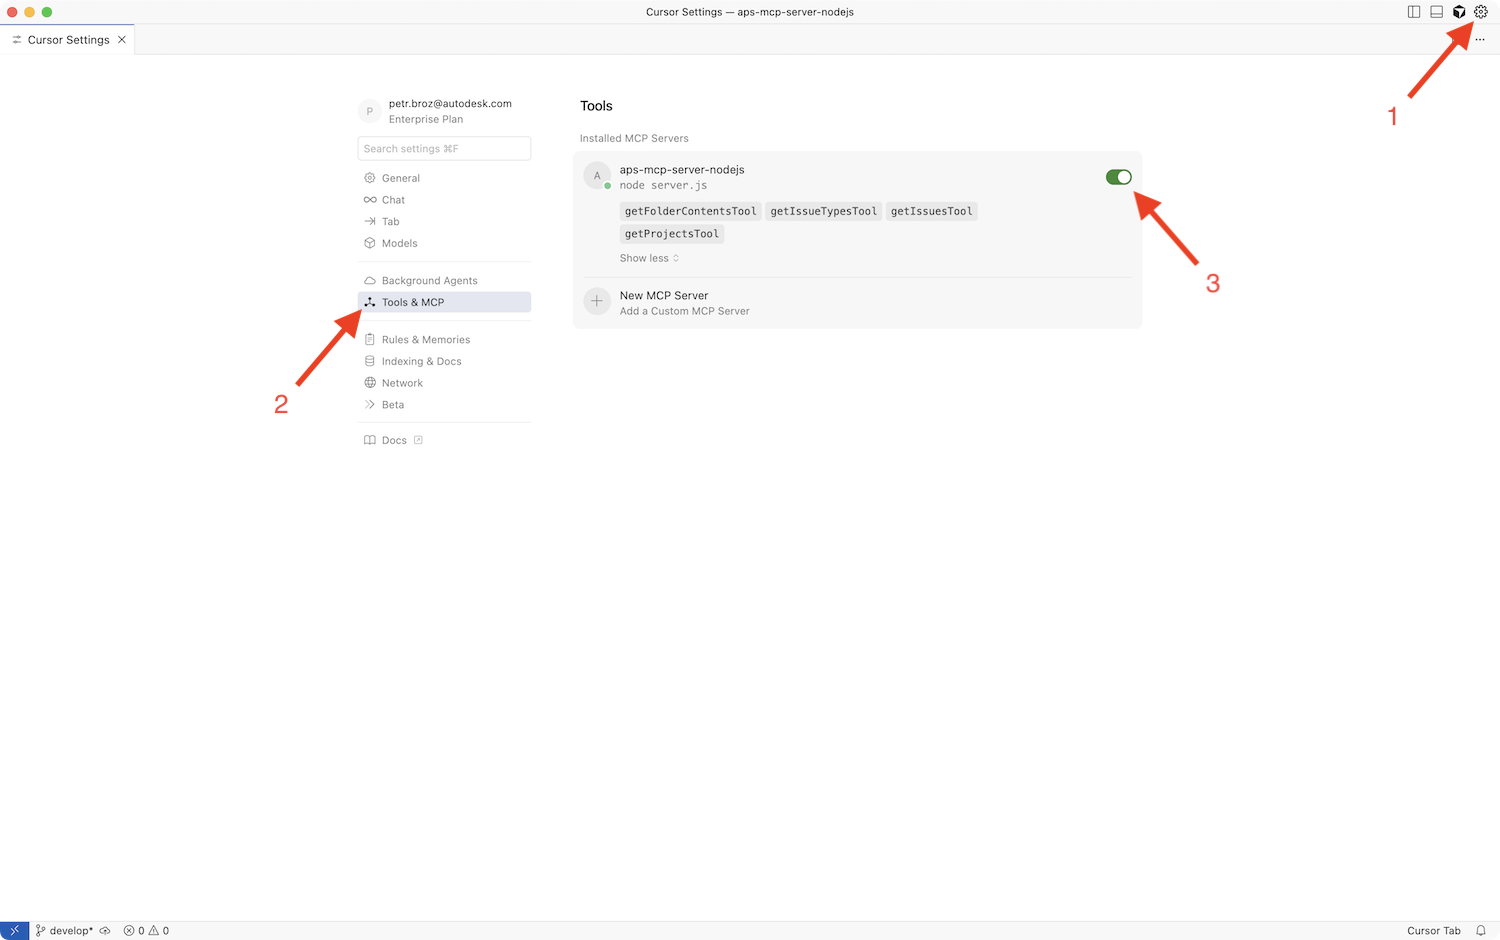 Cursor Settings — aps-mcp-server-nodejs
Cursor Settings
1
P
petr.broz@autodesk.com
Enterprise Plan
Search settings ⌘F
General
Chat
Tab
Models
Background Agents
Tools & MCP
2
Rules & Memories
Indexing & Docs
Network
Beta
Docs
Tools
Installed MCP Servers
A
aps-mcp-server-nodejs
node server.js
getFolderContentsTool getIssueTypesTool getIssuesTool
getProjectsTool
Show less
3
New MCP Server
Add a Custom MCP Server
develop* 0 0
Cursor Tab